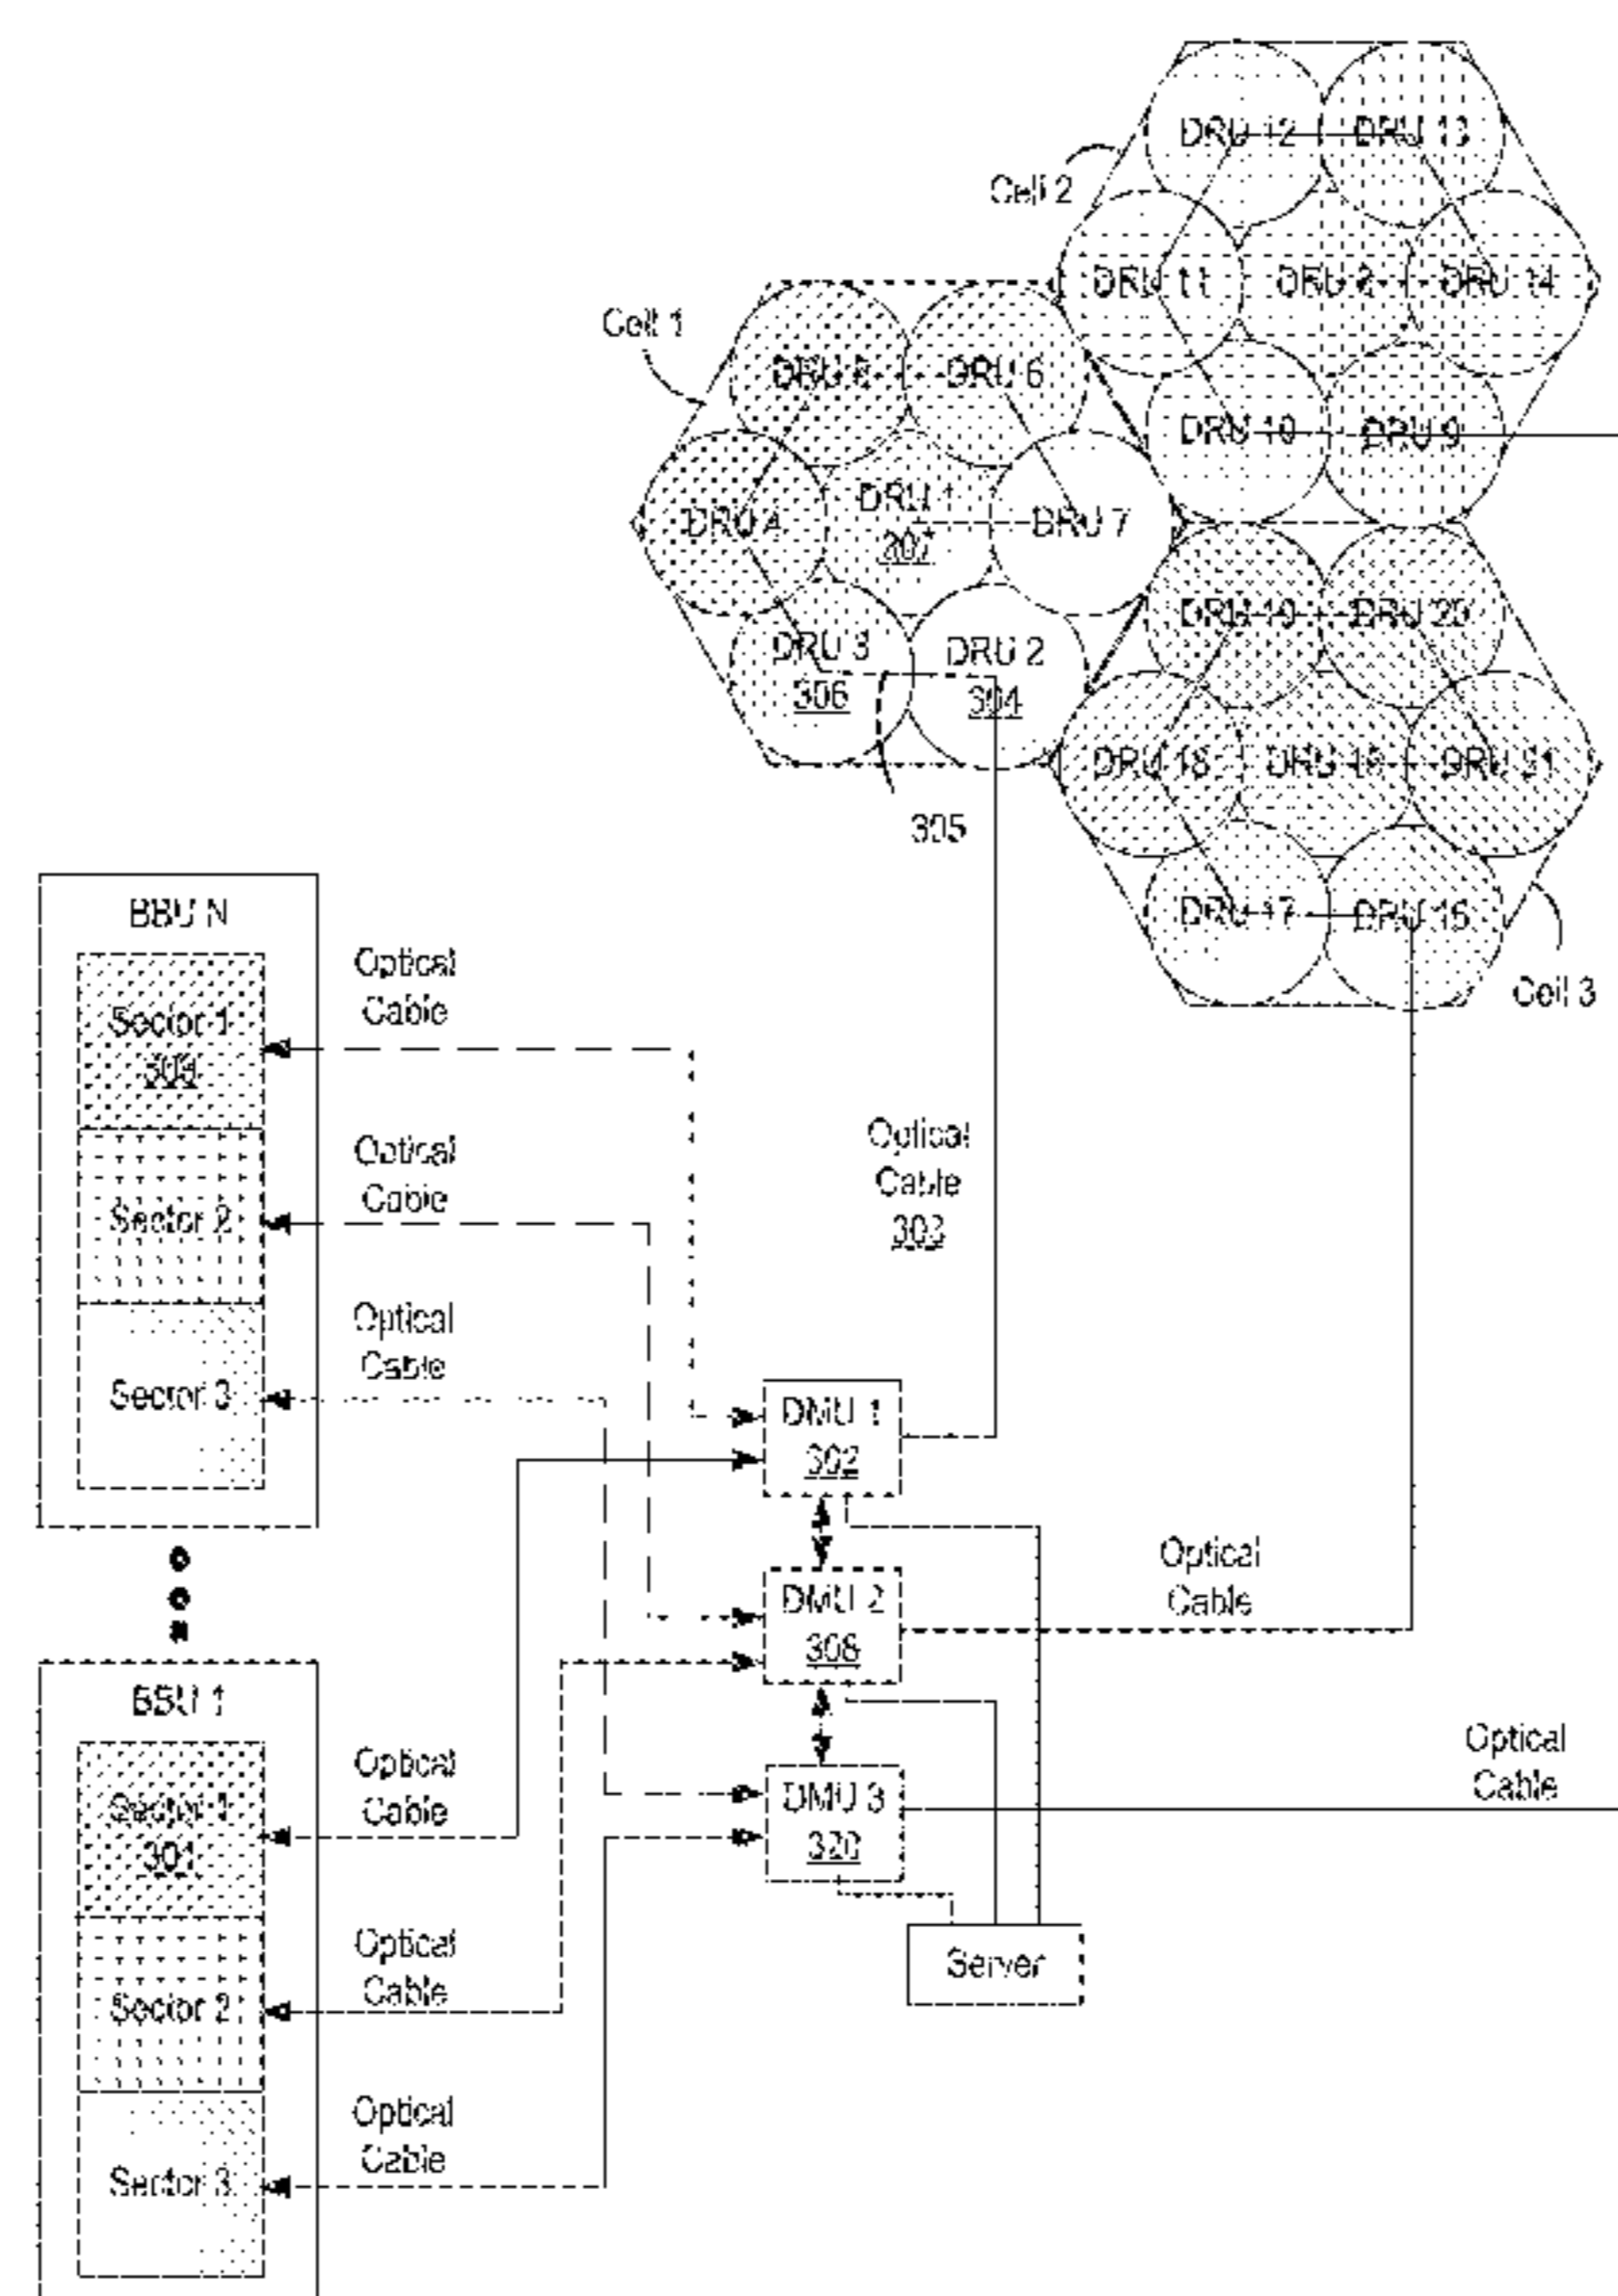 DRU 12
DRU 13
Cell 2
DRU 11
DRU 14
Cell 1
DRU 6
DRU 10
DRU 9
DRU 4
DRU 1
DRU 7
DRU 19
DRU 20
DRU 3
306
DRU 2
304
DRU 18
305
DRU 17
Cell 3
BBU N
Sector 1
Optical
Cable
Sector 2
Optical
Cable
Sector 3
Optical
Cable
Optical
Cable
303
DMU 1
302
DMU 2
308
Optical
Cable
DMU 3
320
Optical
Cable
Server
BBU 1
Sector 1
301
Optical
Cable
Sector 2
Optical
Cable
Sector 3
Optical
Cable